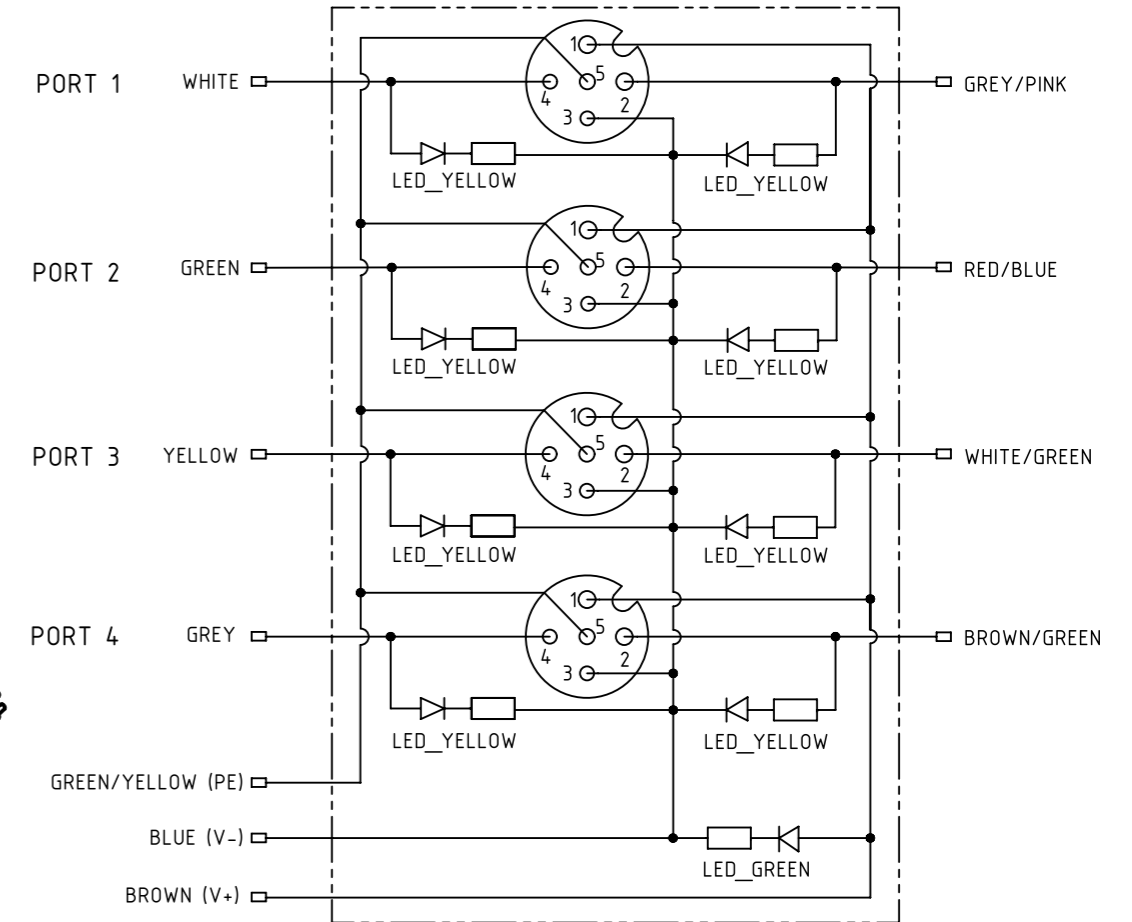 1
PORT 1 WHITE 4 5 2 GREY/PINK
3
LED_YELLOW LED_YELLOW
1
PORT 2 GREEN 4 5 2 RED/BLUE
3
LED_YELLOW LED_YELLOW
1
PORT 3 YELLOW 4 5 2 WHITE/GREEN
3
LED_YELLOW LED_YELLOW
1
PORT 4 GREY 4 5 2 BROWN/GREEN
3
LED_YELLOW LED_YELLOW
GREEN/YELLOW (PE)
BLUE (V-)
LED_GREEN
BROWN (V+)